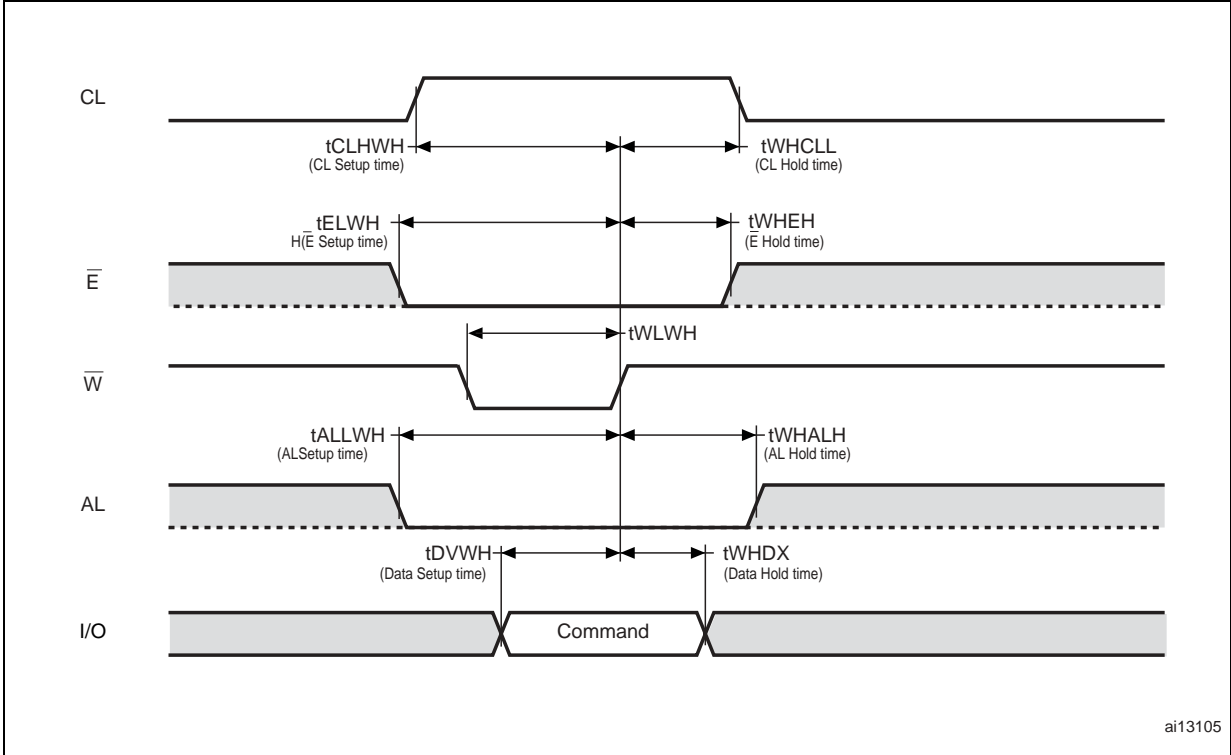 CL
tCLHWH
(CL Setup time)
tWHCLL
(CL Hold time)
tELWH
H(E̅ Setup time)
tWHEH
(E̅ Hold time)
E̅
tWLWH
W̅
tALLWH
(ALSetup time)
tWHALH
(AL Hold time)
AL
tDVWH
(Data Setup time)
tWHDX
(Data Hold time)
I/O
Command
ai13105